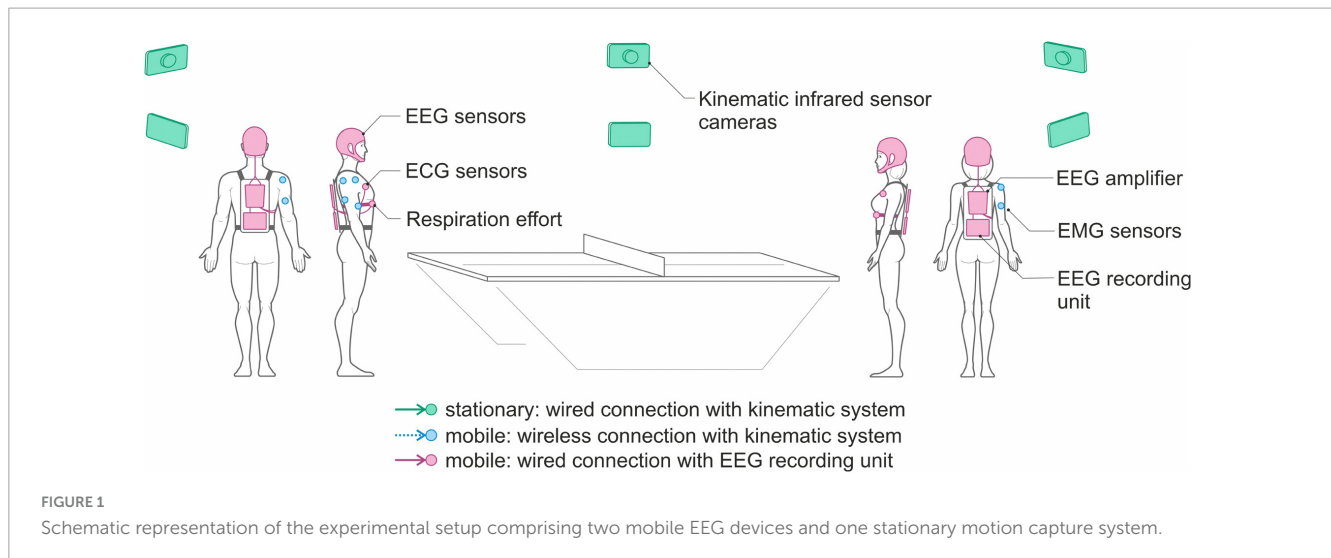 Kinematic infrared sensor
cameras
EEG sensors
ECG sensors
Respiration effort
EEG amplifier
EMG sensors
EEG recording
unit
stationary: wired connection with kinematic system
mobile: wireless connection with kinematic system
mobile: wired connection with EEG recording unit
FIGURE 1
Schematic representation of the experimental setup comprising two mobile EEG devices and one stationary motion capture system.